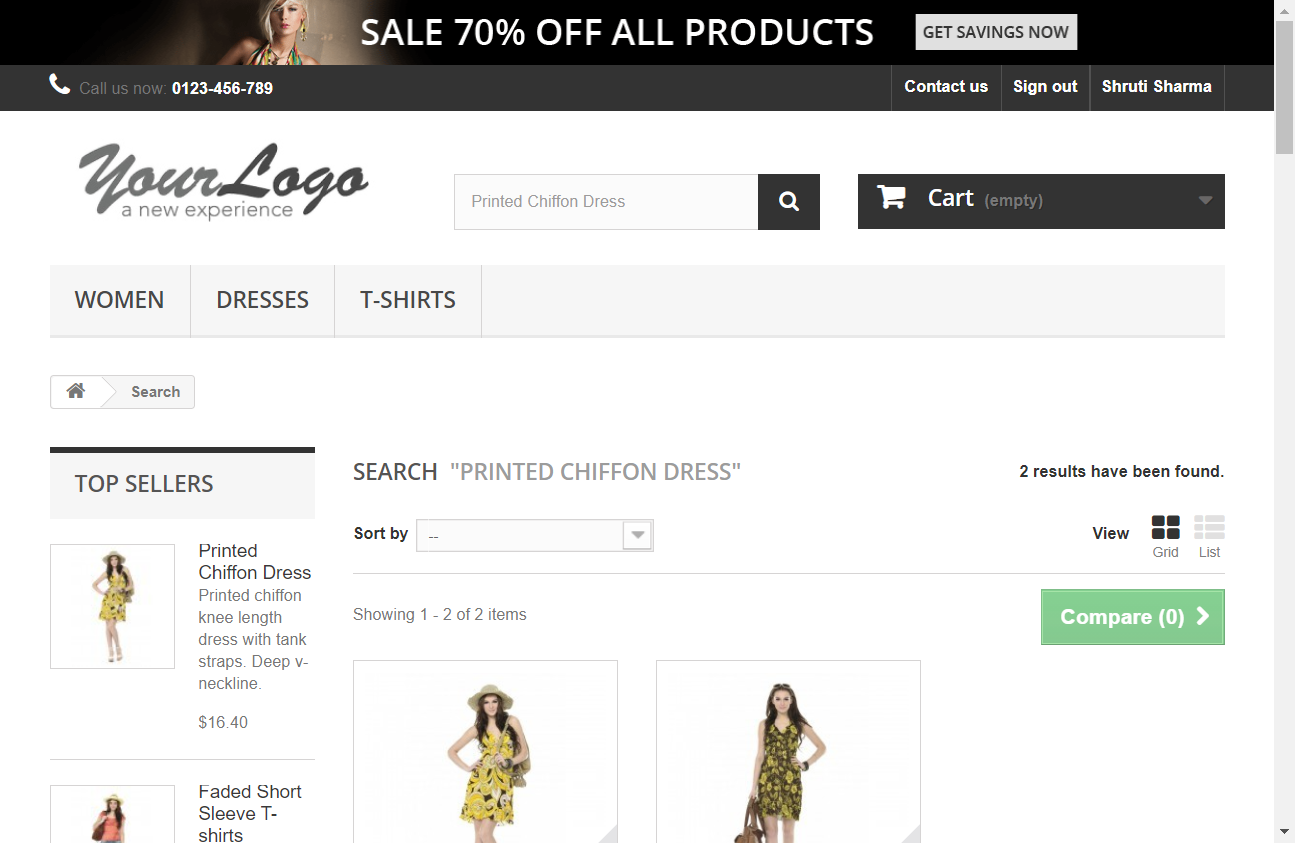 SALE 70% OFF ALL PRODUCTS
GET SAVINGS NOW
Call us now: 0123-456-789
Contact us
Sign out
Shruti Sharma
Your Logo
a new experience
Printed Chiffon Dress
Cart (empty)
WOMEN
DRESSES
T-SHIRTS
Search
TOP SELLERS
Printed
Chiffon Dress
Printed chiffon
knee length
dress with tank
straps. Deep v-
neckline.
$16.40
Faded Short
Sleeve T-
shirts
SEARCH "PRINTED CHIFFON DRESS"
2 results have been found.
Sort by
--
View
Grid
List
Showing 1 - 2 of 2 items
Compare (0)